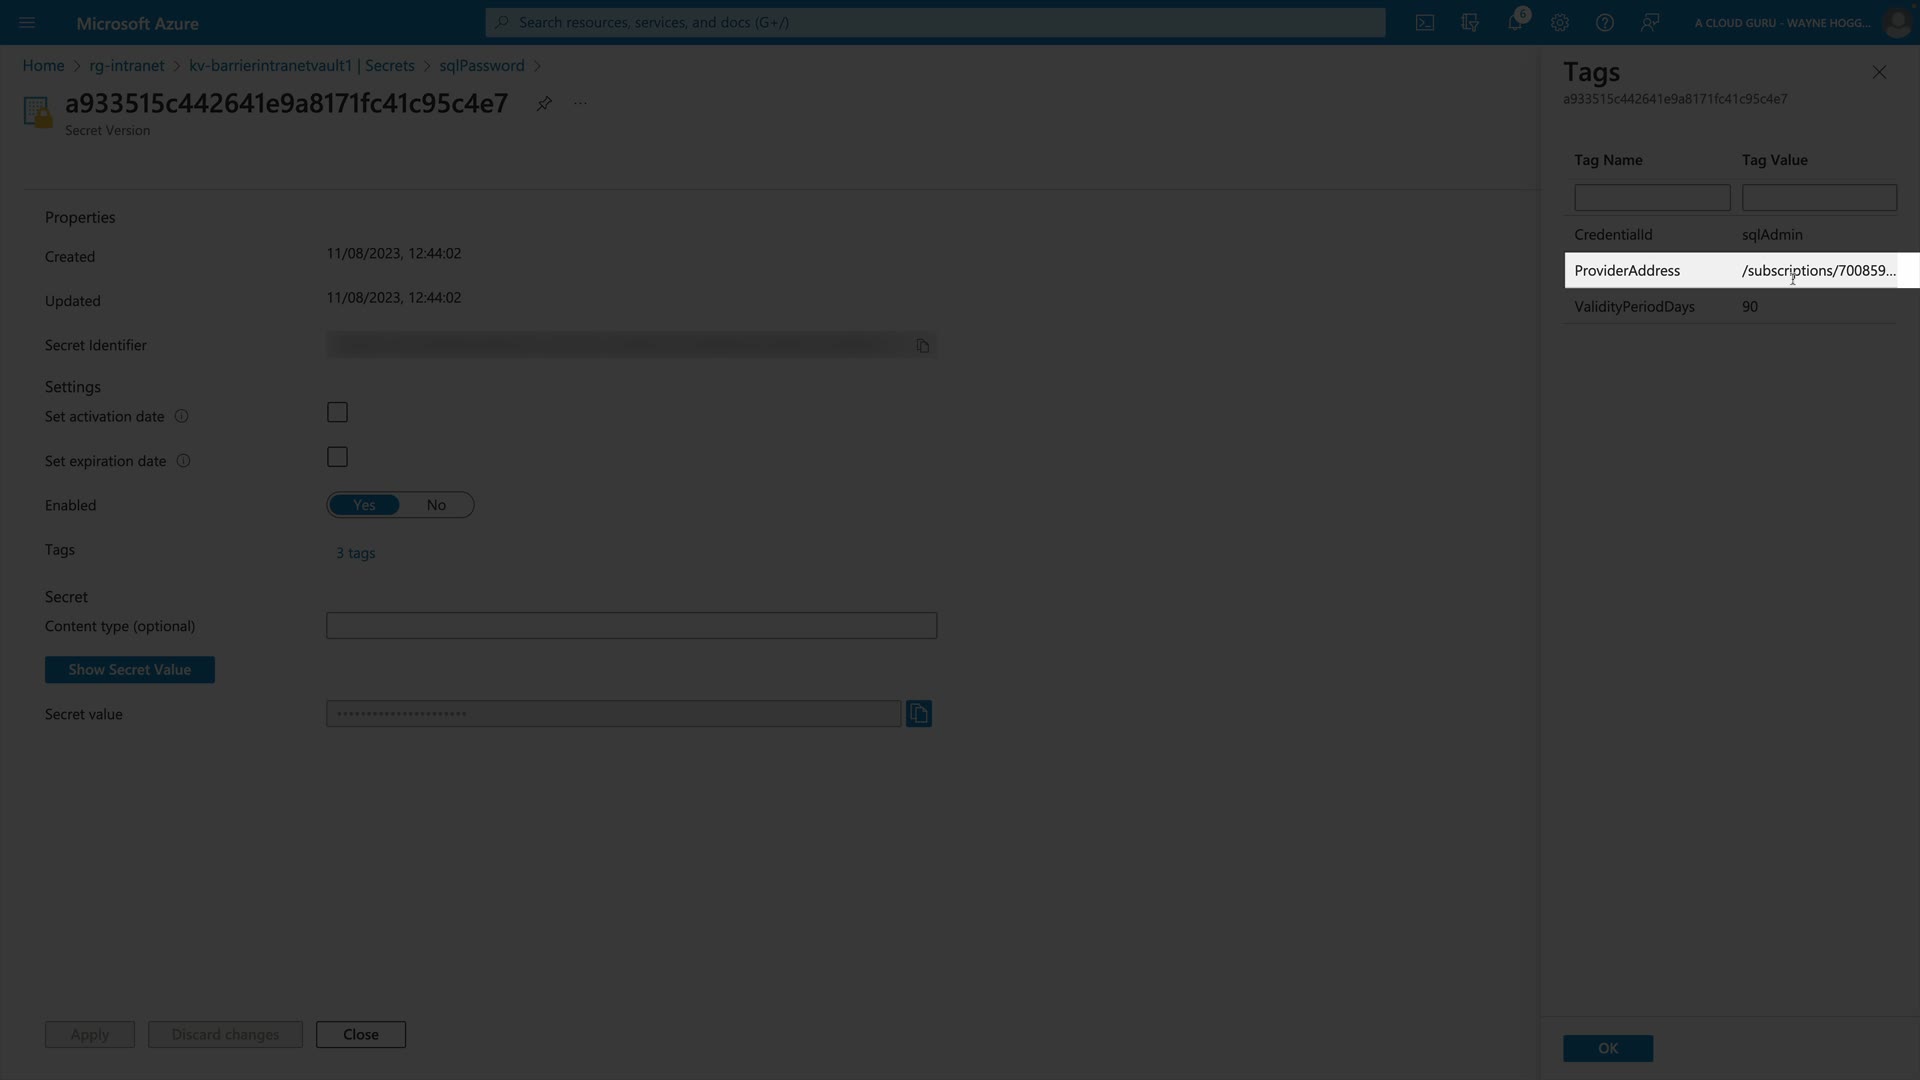 Microsoft Azure
Search resources, services, and docs (G+/)
6
A CLOUD GURU - WAYNE HOGG...
Home > rg-intranet > kv-barrierintranetvault1 | Secrets > sqlPassword >
a933515c442641e9a8171fc41c95c4e7
...
Secret Version
Properties
Created 11/08/2023, 12:44:02
Updated 11/08/2023, 12:44:02
Secret Identifier
Settings
Set activation date
Set expiration date
Enabled Yes No
Tags 3 tags
Secret
Content type (optional)
Show Secret Value
Secret value ••••••••••••••••••••••
Apply Discard changes Close
Tags
a933515c442641e9a8171fc41c95c4e7
Tag Name Tag Value
CredentialId sqlAdmin
ProviderAddress /subscriptions/700859...
ValidityPeriodDays 90
OK